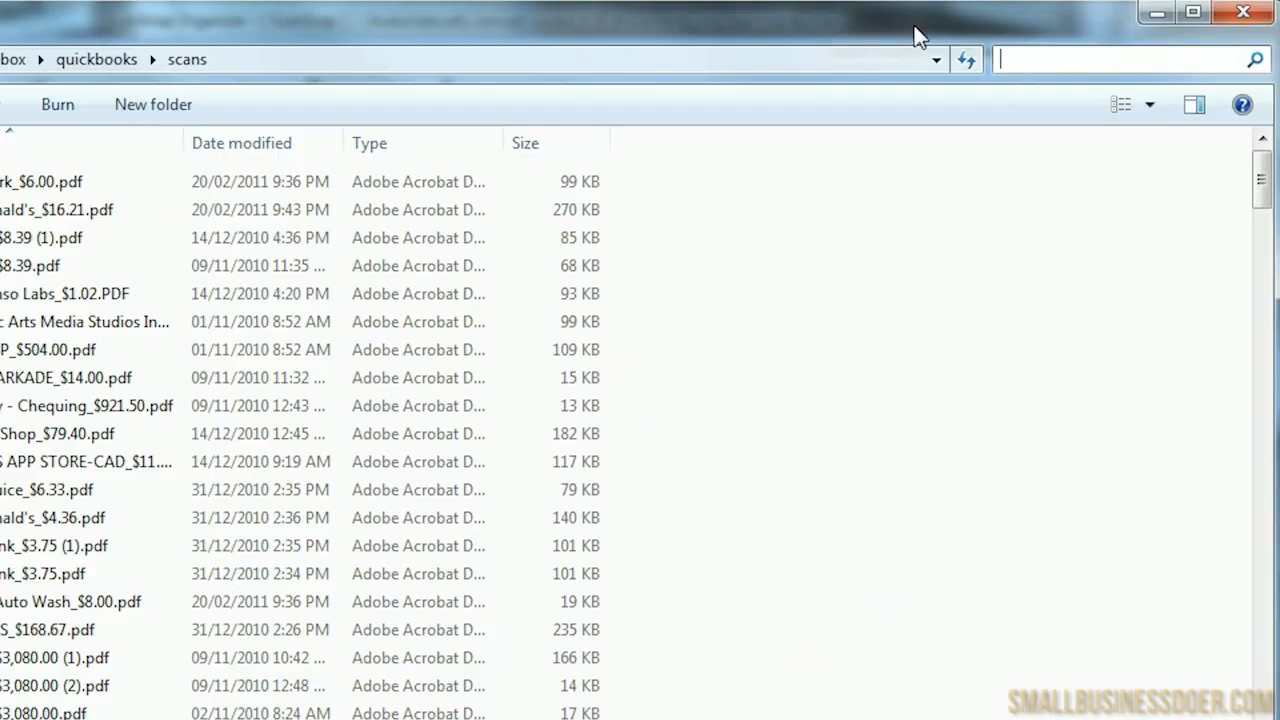 box quickbooks scans
Burn New folder
Date modified Type Size
rk_$6.00.pdf 20/02/2011 9:36 PM Adobe Acrobat D... 99 KB
ald's_$16.21.pdf 20/02/2011 9:43 PM Adobe Acrobat D... 270 KB
$8.39 (1).pdf 14/12/2010 4:36 PM Adobe Acrobat D... 85 KB
$8.39.pdf 09/11/2010 11:35 ... Adobe Acrobat D... 68 KB
so Labs_$1.02.PDF 14/12/2010 4:20 PM Adobe Acrobat D... 93 KB
c Arts Media Studios In... 01/11/2010 8:52 AM Adobe Acrobat D... 99 KB
P_$504.00.pdf 01/11/2010 8:52 AM Adobe Acrobat D... 109 KB
ARKADE_$14.00.pdf 09/11/2010 11:32 ... Adobe Acrobat D... 15 KB
y - Chequing_$921.50.pdf 09/11/2010 12:43 ... Adobe Acrobat D... 13 KB
Shop_$79.40.pdf 14/12/2010 12:45 ... Adobe Acrobat D... 182 KB
S APP STORE-CAD_$11.... 14/12/2010 9:19 AM Adobe Acrobat D... 117 KB
uice_$6.33.pdf 31/12/2010 2:35 PM Adobe Acrobat D... 79 KB
ald's_$4.36.pdf 31/12/2010 2:36 PM Adobe Acrobat D... 140 KB
nk_$3.75 (1).pdf 31/12/2010 2:35 PM Adobe Acrobat D... 101 KB
nk_$3.75.pdf 31/12/2010 2:34 PM Adobe Acrobat D... 101 KB
Auto Wash_$8.00.pdf 20/02/2011 9:36 PM Adobe Acrobat D... 19 KB
S_$168.67.pdf 31/12/2010 2:26 PM Adobe Acrobat D... 235 KB
$3,080.00 (1).pdf 09/11/2010 10:42 ... Adobe Acrobat D... 166 KB
$3,080.00 (2).pdf 09/11/2010 12:48 ... Adobe Acrobat D... 14 KB
$3,080.00.pdf 02/11/2010 8:24 AM Adobe Acrobat D... 17 KB
SMALLBUSINESSDOER.COM